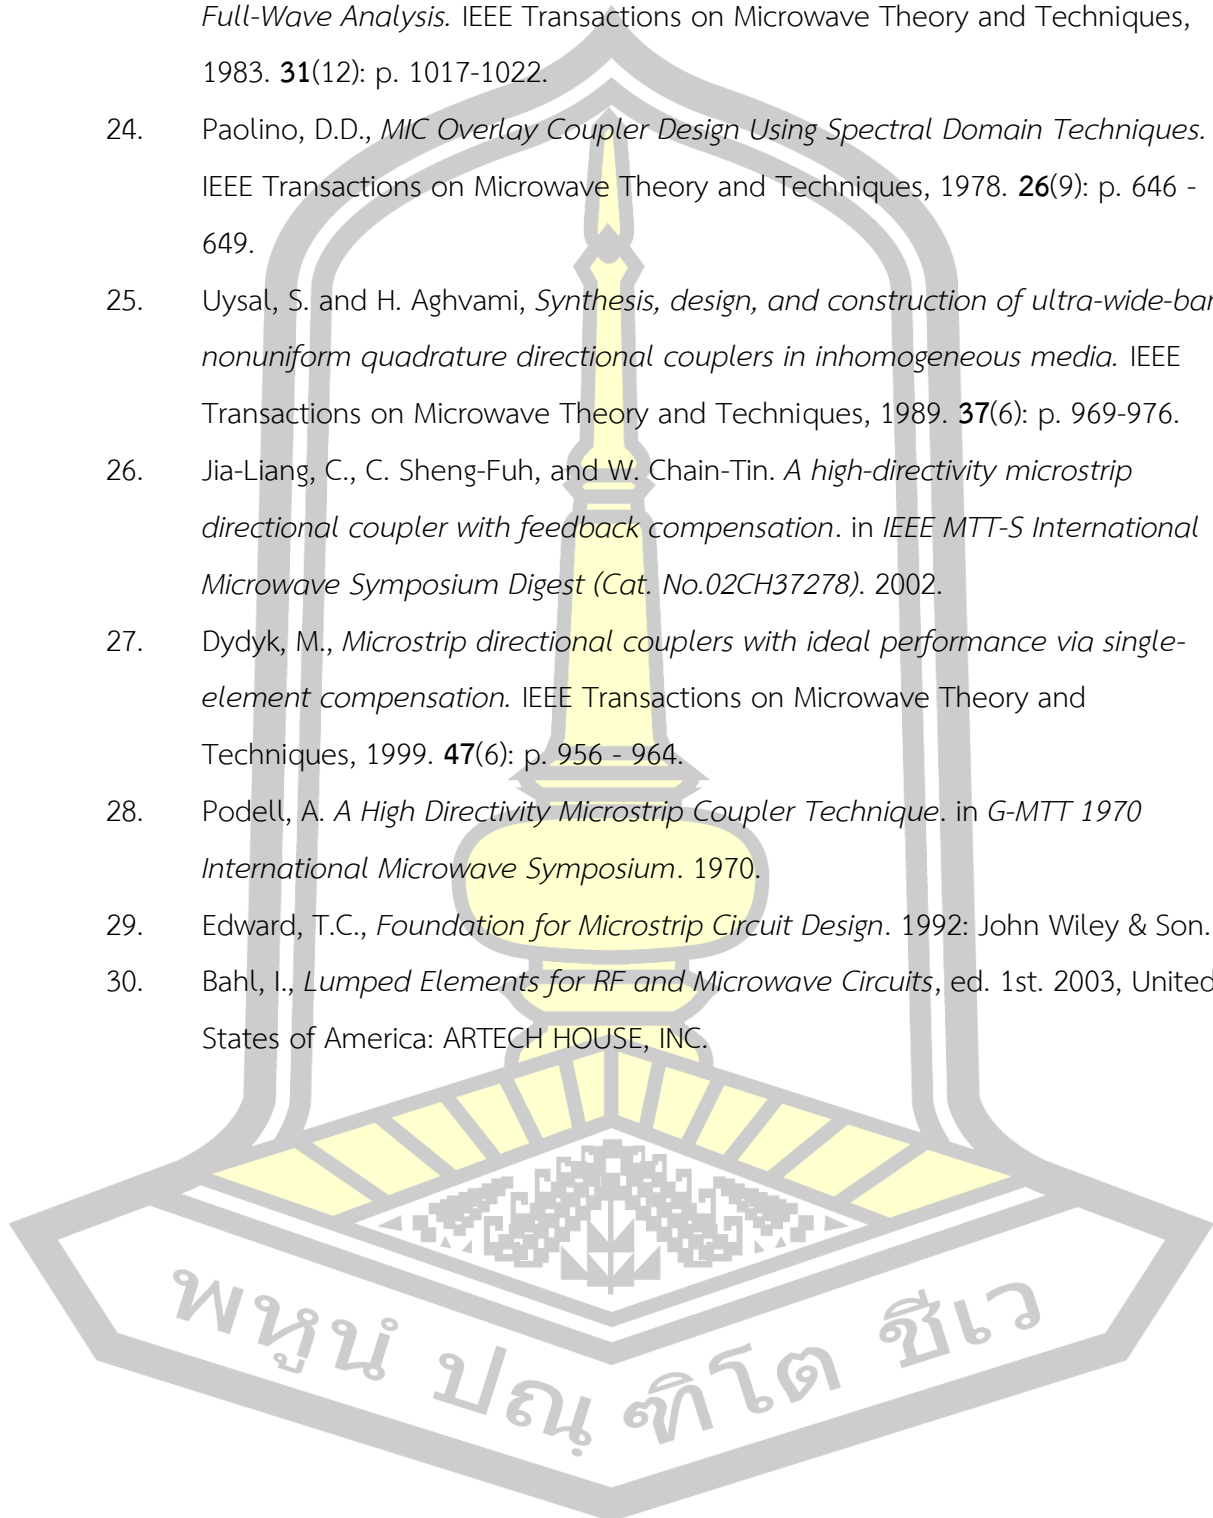 Full-Wave Analysis. IEEE Transactions on Microwave Theory and Techniques,
1983. 31(12): p. 1017-1022.
24. Paolino, D.D., MIC Overlay Coupler Design Using Spectral Domain Techniques.
IEEE Transactions on Microwave Theory and Techniques, 1978. 26(9): p. 646 -
649.
25. Uysal, S. and H. Aghvami, Synthesis, design, and construction of ultra-wide-ban
nonuniform quadrature directional couplers in inhomogeneous media. IEEE
Transactions on Microwave Theory and Techniques, 1989. 37(6): p. 969-976.
26. Jia-Liang, C., C. Sheng-Fuh, and W. Chain-Tin. A high-directivity microstrip
directional coupler with feedback compensation. in IEEE MTT-S International
Microwave Symposium Digest (Cat. No.02CH37278). 2002.
27. Dydyk, M., Microstrip directional couplers with ideal performance via single-
element compensation. IEEE Transactions on Microwave Theory and
Techniques, 1999. 47(6): p. 956 - 964.
28. Podell, A. A High Directivity Microstrip Coupler Technique. in G-MTT 1970
International Microwave Symposium. 1970.
29. Edward, T.C., Foundation for Microstrip Circuit Design. 1992: John Wiley & Son.
30. Bahl, I., Lumped Elements for RF and Microwave Circuits, ed. 1st. 2003, United
States of America: ARTECH HOUSE, INC.
พหูนํ ปณฺฑิโต ชีเว